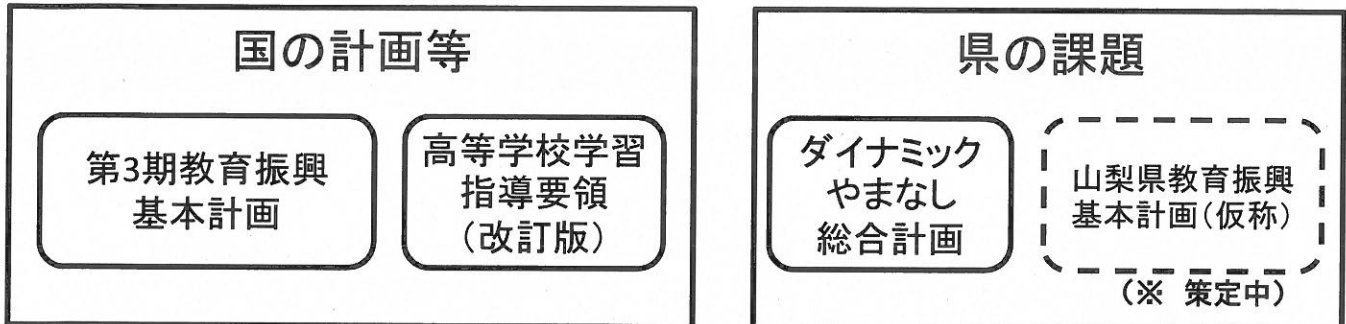 国の計画等
第3期教育振興
基本計画
高等学校学習
指導要領
(改訂版)
県の課題
ダイナミック
やまなし
総合計画
山梨県教育振興
基本計画(仮称)
(※ 策定中)